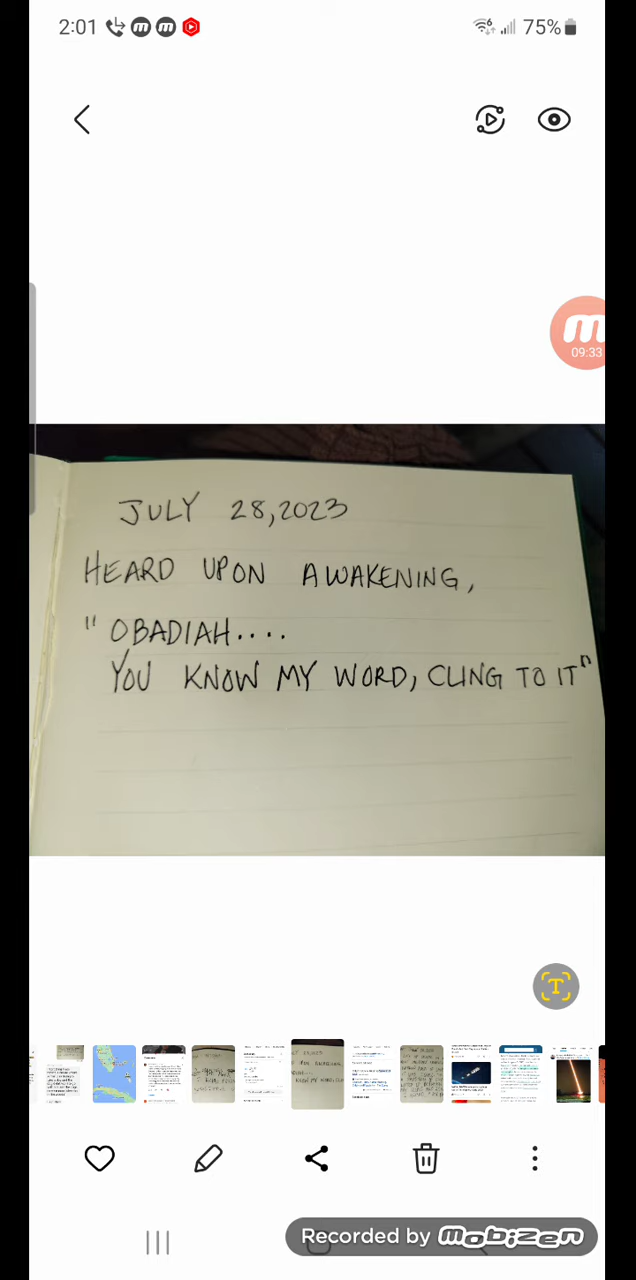 2:01
75%
09:33
JULY 28,2023
HEARD UPON AWAKENING,
"OBADIAH....
YOU KNOW MY WORD, CLING TO IT"
T
Recorded by mobizen